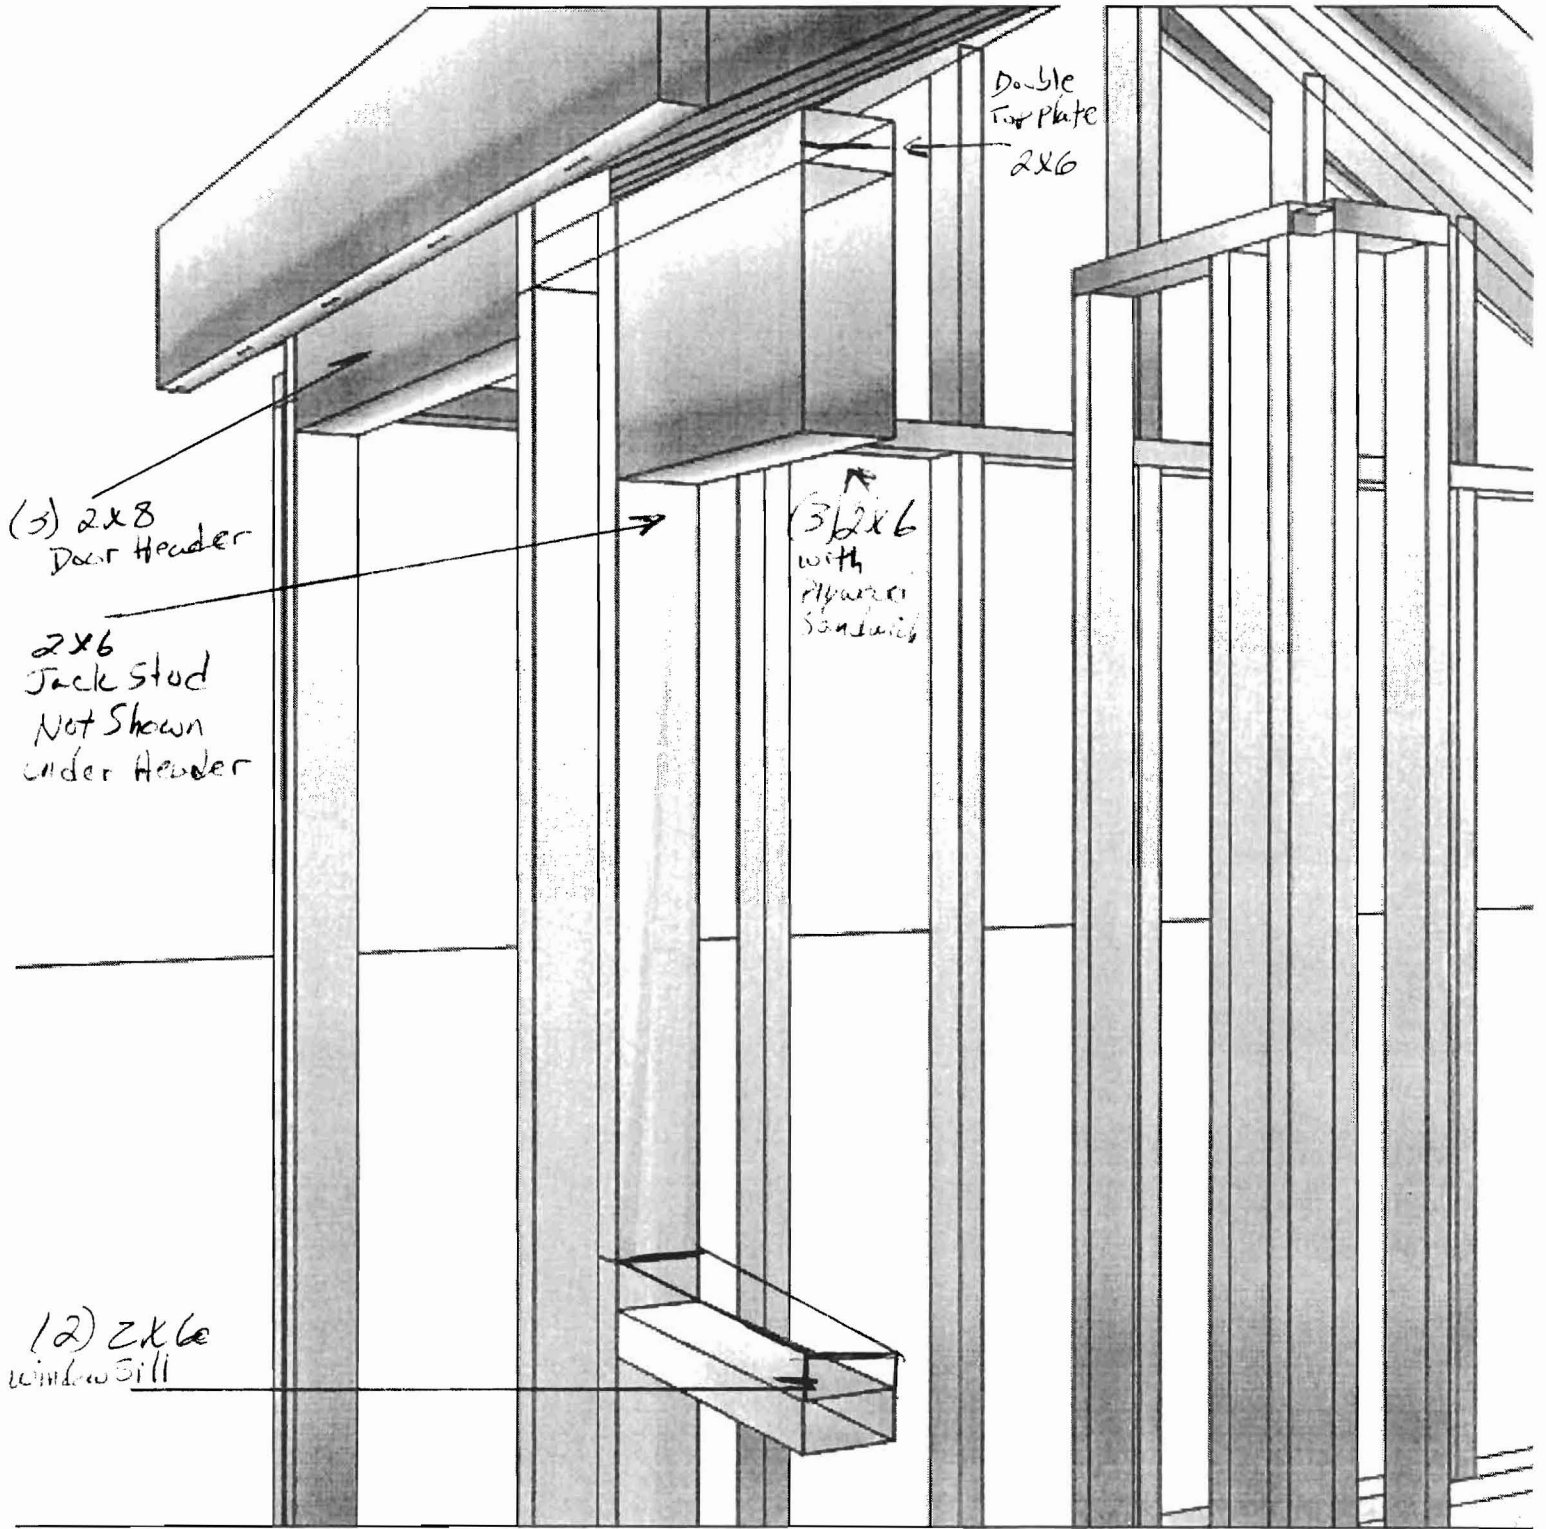 Double
Top Plate
2x6
(3) 2x8
Door Header
(3) 2x6
with
Plywood
Sandwich
2x6
Jack Stud
Not Shown
under Header
(2) 2x6
window Sill